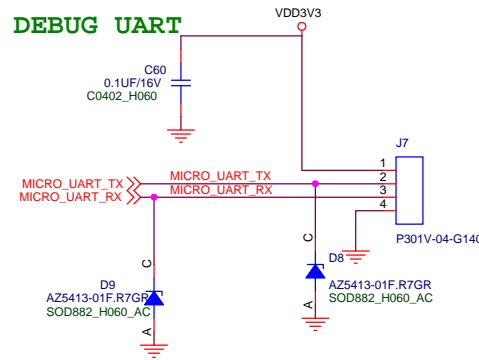 DEBUG UART
VDD3V3
C60
0.1UF/16V
C0402_H060
J7
1
2
3
4
MICRO_UART_TX
MICRO_UART_TX
MICRO_UART_RX
MICRO_UART_RX
P301V-04-G140
C
D8
AZ5413-01F.R7GR
SOD882_H060_AC
A
C
D9
AZ5413-01F.R7GR
SOD882_H060_AC
A